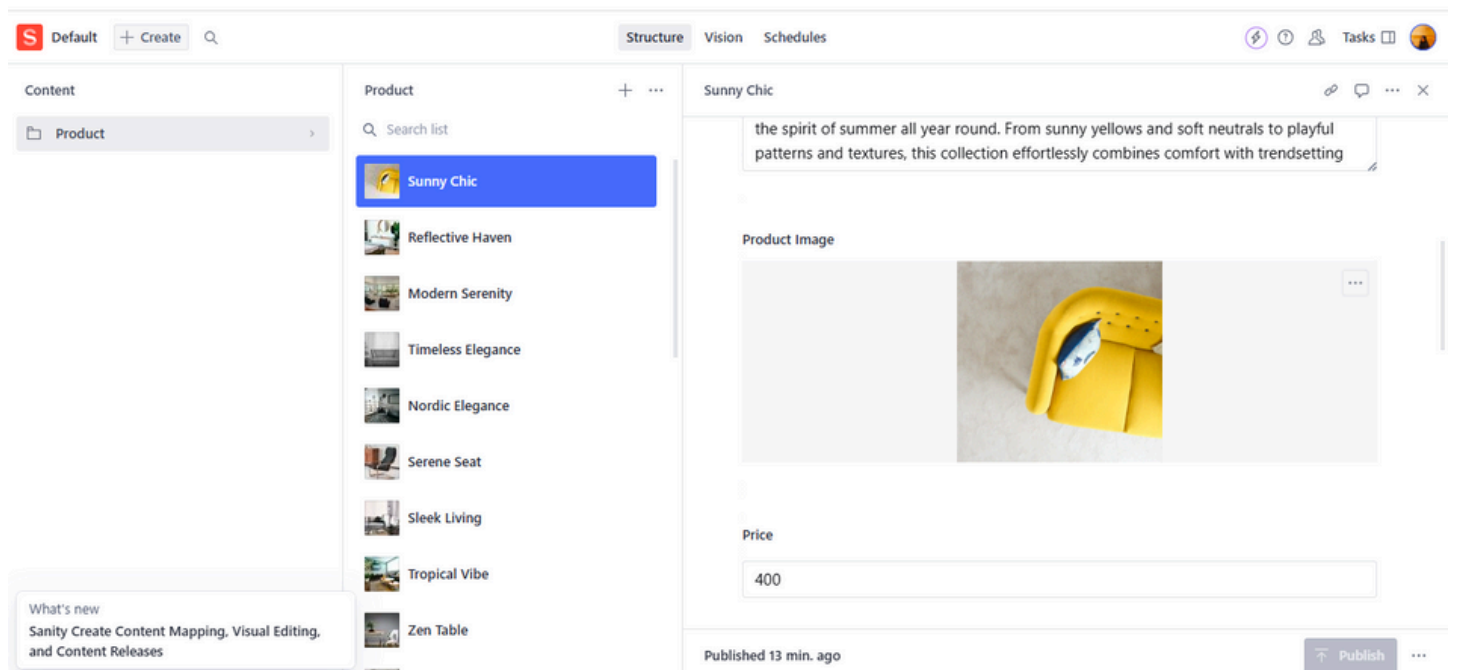 S Default + Create Structure Vision Schedules Tasks
Content
Product
Product
Search list
Sunny Chic
Reflective Haven
Modern Serenity
Timeless Elegance
Nordic Elegance
Serene Seat
Sleek Living
Tropical Vibe
Zen Table
Sunny Chic
the spirit of summer all year round. From sunny yellows and soft neutrals to playful
patterns and textures, this collection effortlessly combines comfort with trendsetting
Product Image
Price
400
Published 13 min. ago
Publish
What's new
Sanity Create Content Mapping, Visual Editing,
and Content Releases